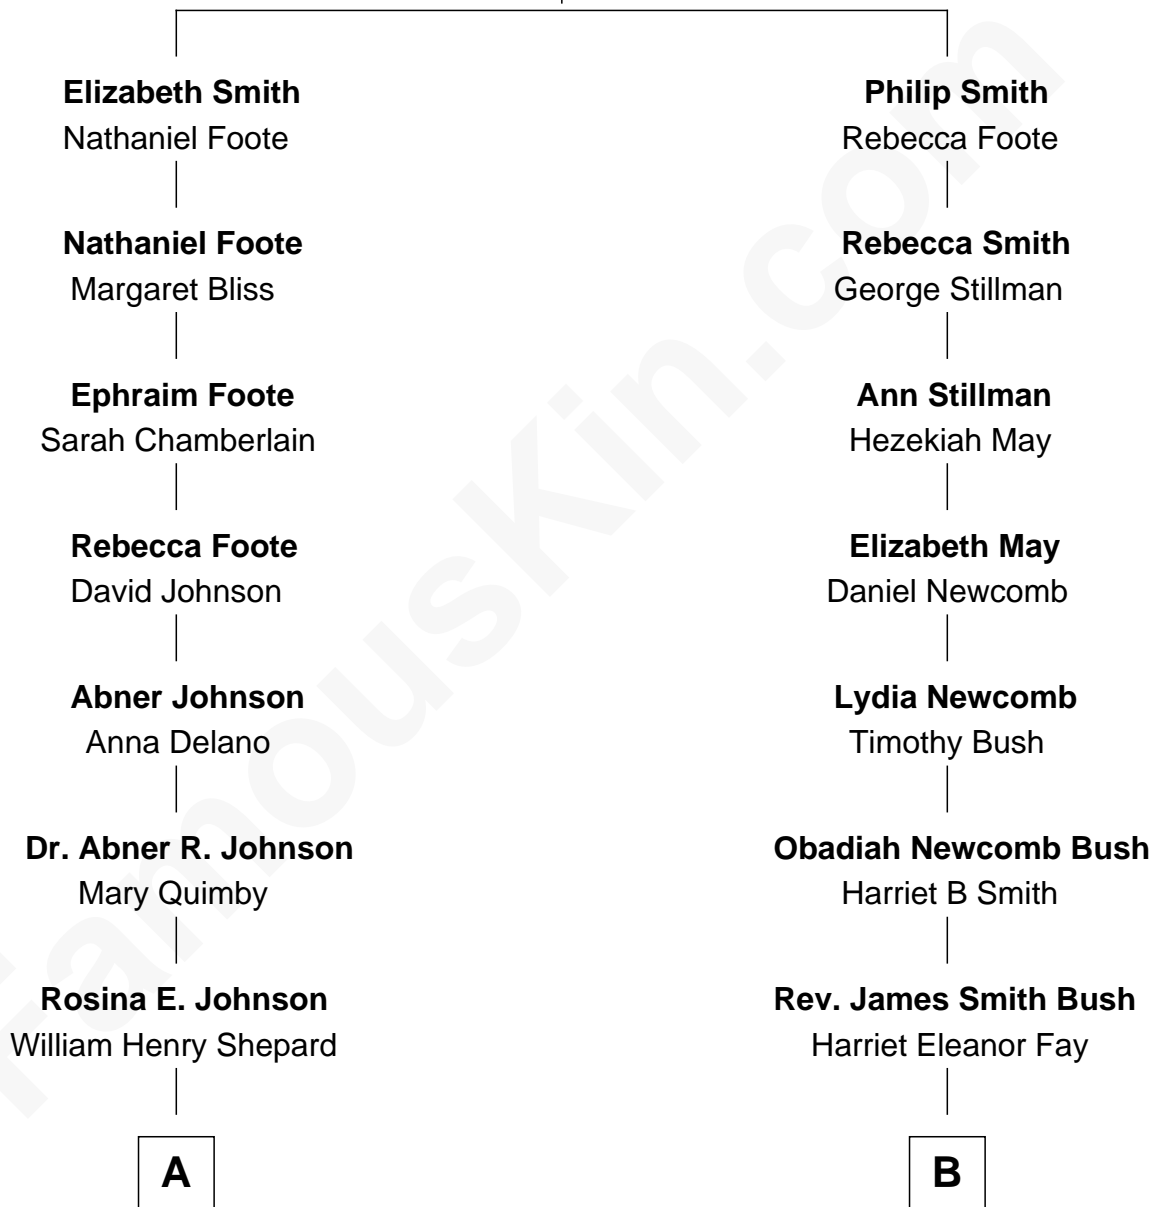 Elizabeth Smith
Nathaniel Foote
Philip Smith
Rebecca Foote
Nathaniel Foote
Margaret Bliss
Rebecca Smith
George Stillman
Ephraim Foote
Sarah Chamberlain
Ann Stillman
Hezekiah May
Rebecca Foote
David Johnson
Elizabeth May
Daniel Newcomb
Abner Johnson
Anna Delano
Lydia Newcomb
Timothy Bush
Dr. Abner R. Johnson
Mary Quimby
Obadiah Newcomb Bush
Harriet B Smith
Rosina E. Johnson
William Henry Shepard
Rev. James Smith Bush
Harriet Eleanor Fay
A
B
FamousKin.com